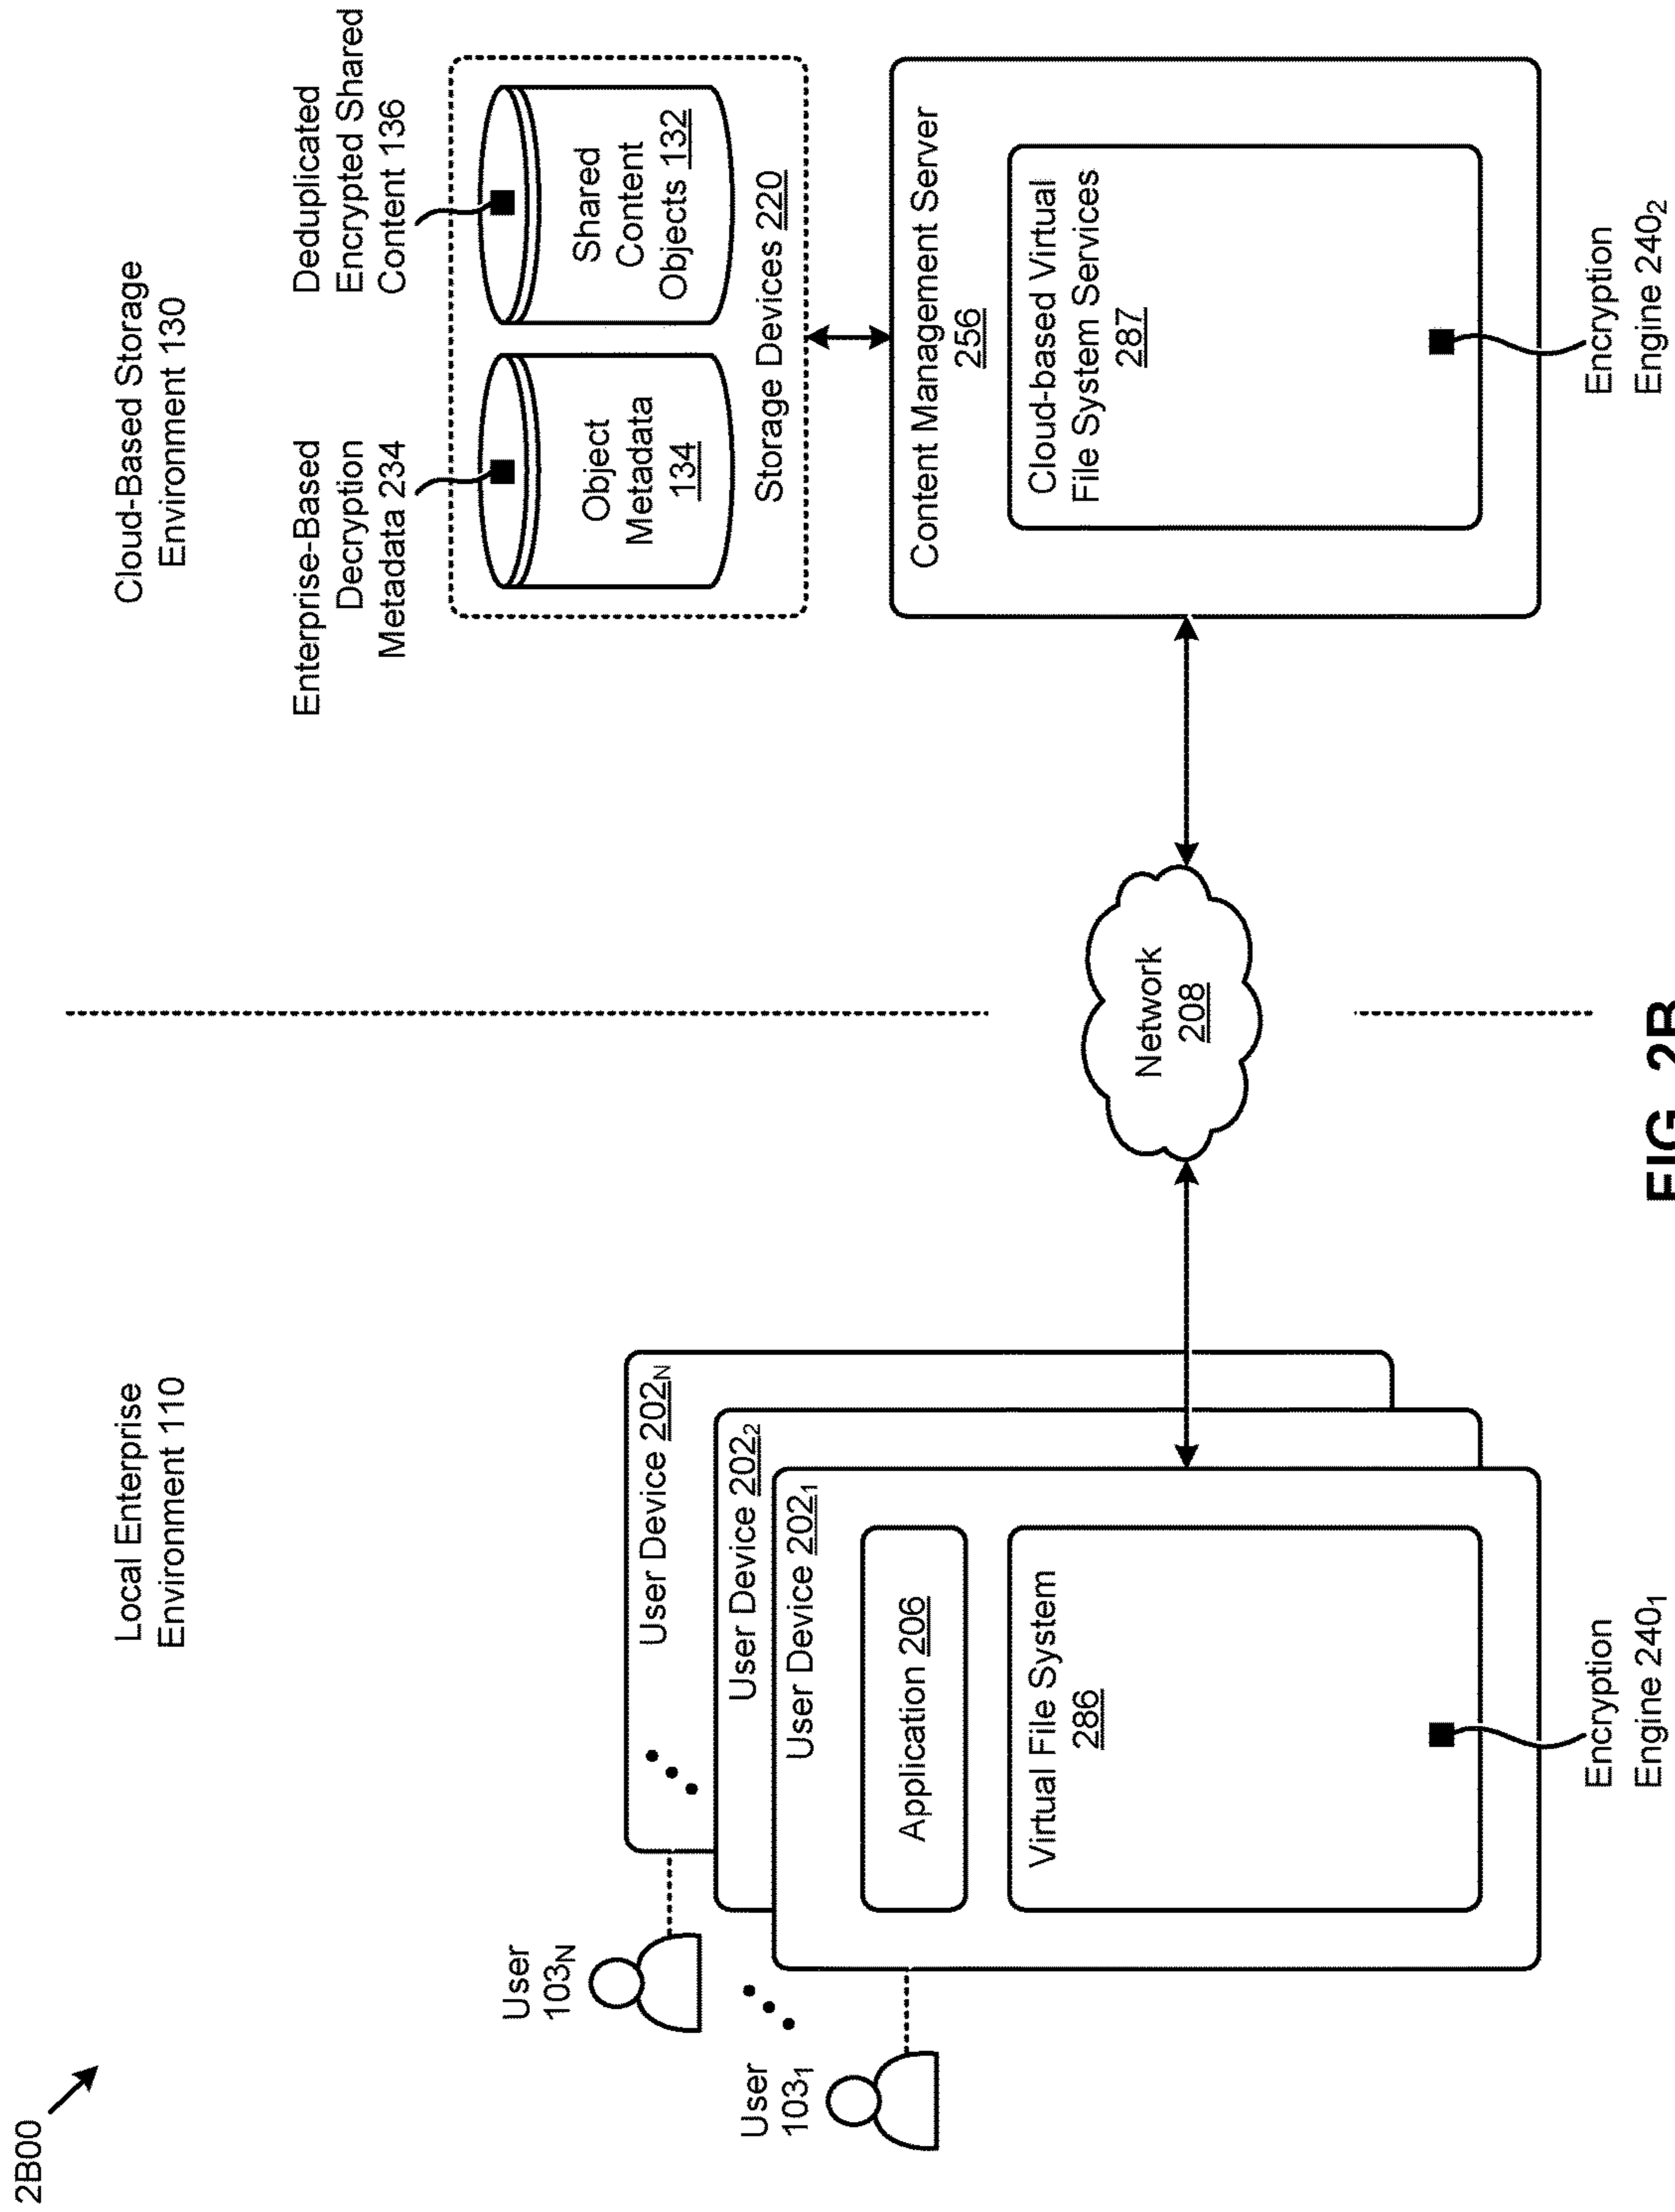 2B00
Local Enterprise
Environment 110
Cloud-Based Storage
Environment 130
User
103N
User
1031
User Device 202N
User Device 2022
User Device 2021
Application 206
Virtual File System
286
Encryption
Engine 2401
Network
208
Enterprise-Based
Decryption
Metadata 234
Deduplicated
Encrypted Shared
Content 136
Object
Metadata
134
Shared
Content
Objects 132
Storage Devices 220
Content Management Server
256
Cloud-based Virtual
File System Services
287
Encryption
Engine 2402
FIG. 2B